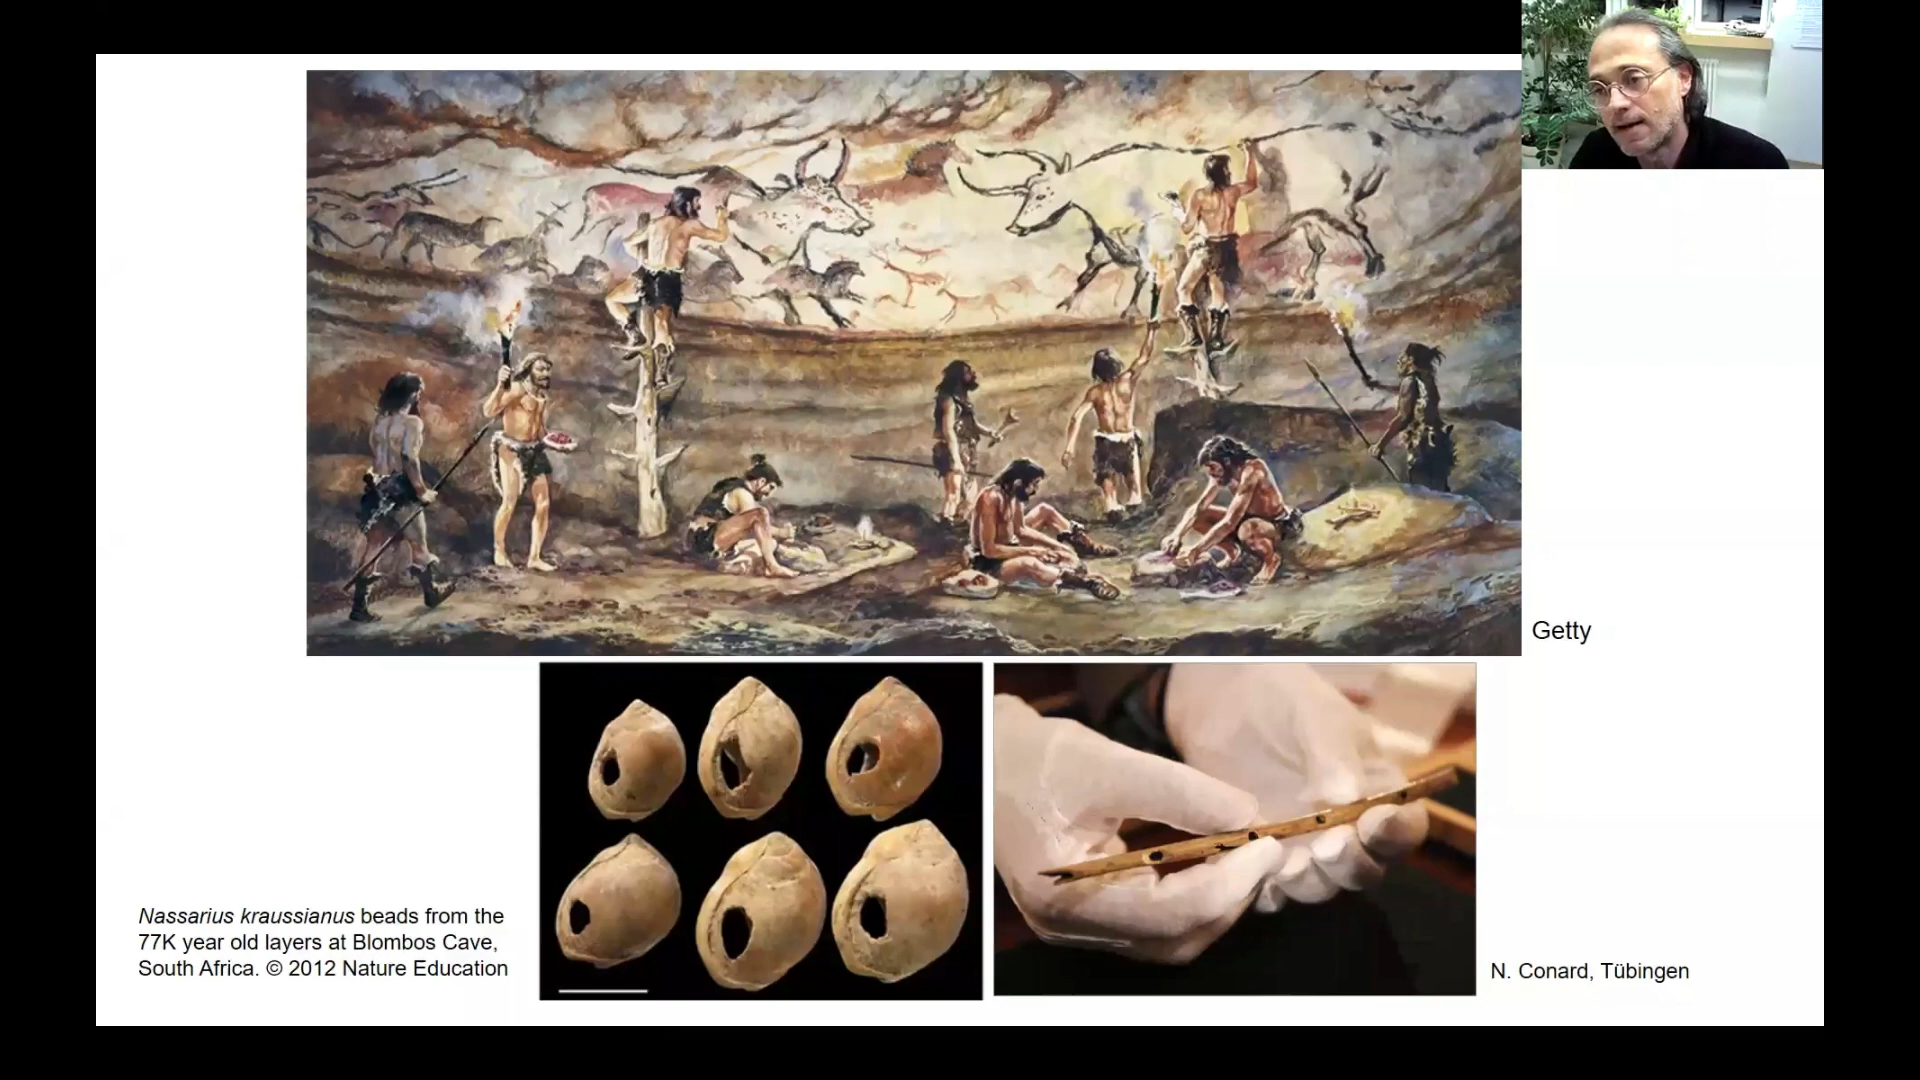 Getty
Nassarius kraussianus beads from the
77K year old layers at Blombos Cave,
South Africa. © 2012 Nature Education
N. Conard, Tübingen